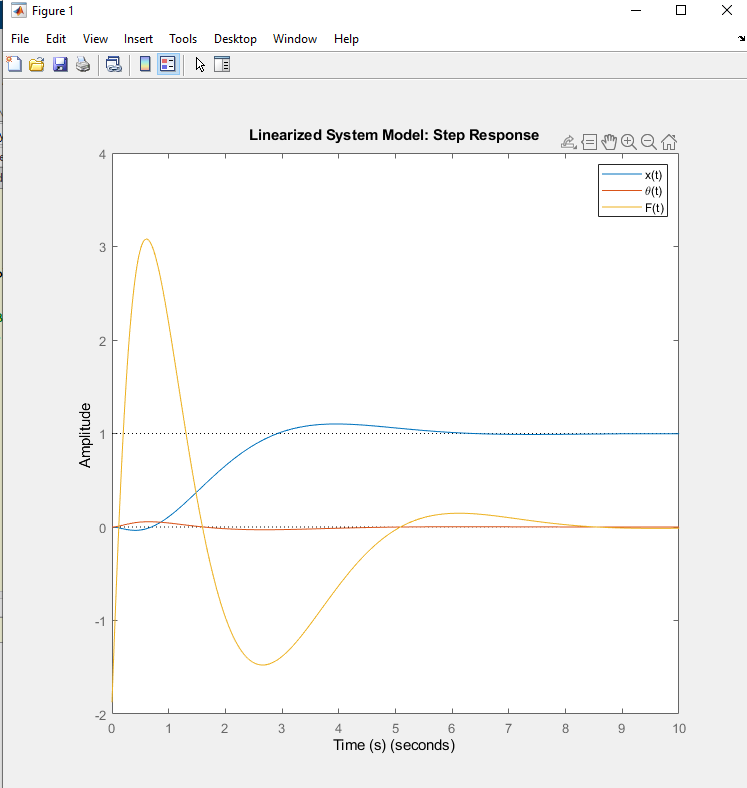 Figure 1
File Edit View Insert Tools Desktop Window Help
Linearized System Model: Step Response
x(t)
θ(t)
F(t)
4
3
2
1
0
-1
-2
Amplitude
0 1 2 3 4 5 6 7 8 9 10
Time (s) (seconds)